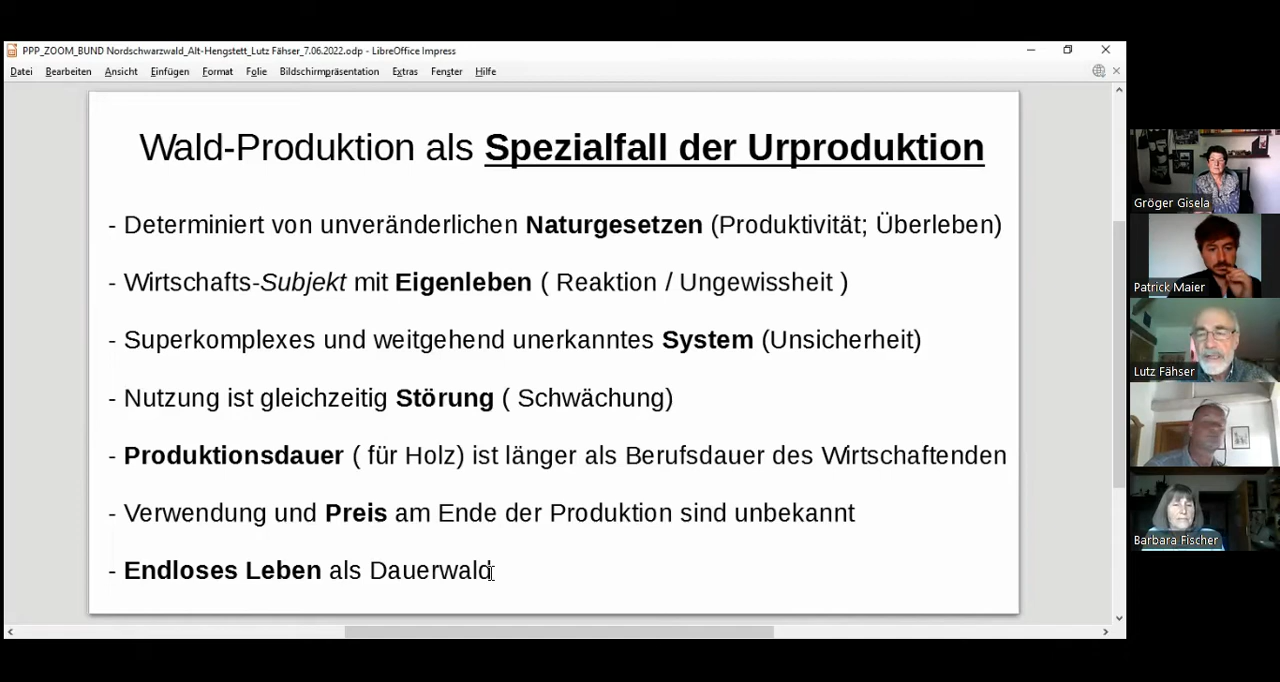 PPP_ZOOM_BUND Nordschwarzwald_Alt-Hengstett_Lutz Fähser_7.06.2022.odp - LibreOffice Impress
Datei Bearbeiten Ansicht Einfügen Format Folie Bildschirmpräsentation Extras Fenster Hilfe
Wald-Produktion als Spezialfall der Urproduktion
- Determiniert von unveränderlichen Naturgesetzen (Produktivität; Überleben)
- Wirtschafts-Subjekt mit Eigenleben ( Reaktion / Ungewissheit )
- Superkomplexes und weitgehend unerkanntes System (Unsicherheit)
- Nutzung ist gleichzeitig Störung ( Schwächung)
- Produktionsdauer ( für Holz) ist länger als Berufsdauer des Wirtschaftenden
- Verwendung und Preis am Ende der Produktion sind unbekannt
- Endloses Leben als Dauerwald
Gröger Gisela
Patrick Maier
Lutz Fähser
Barbara Fischer